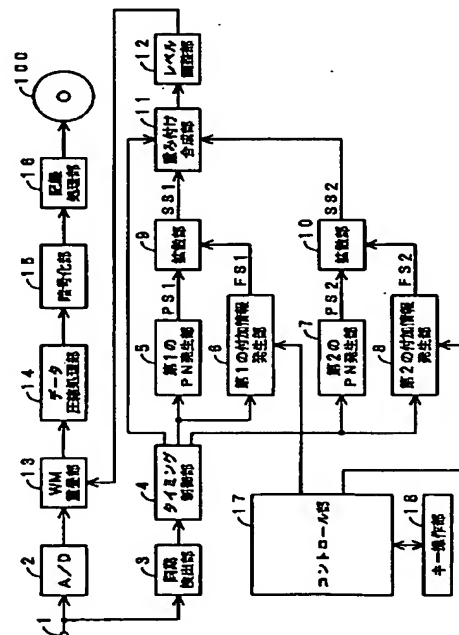 1
2
A/D
13
WM
重畳部
14
データ
圧縮処理部
15
暗号化部
16
記録
処理部
100
3
同期
検出部
4
タイミング
制御部
5
第1のPN発生部
PS1
9
拡散部
SS1
11
重み付け
合成部
12
レベル
調整部
6
第1の付加情報
発生部
FS1
7
第2の
PN発生部
PS2
10
拡散部
SS2
8
第2の付加情報
発生部
FS2
17
コントロール部
18
キー操作部